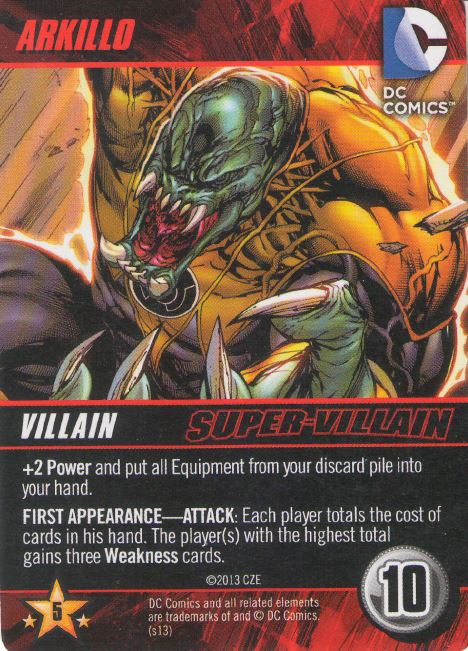 ARKILLO
DC
COMICS™
VILLAIN
SUPER-VILLAIN
+2 Power and put all Equipment from your discard pile into
your hand.
FIRST APPEARANCE—ATTACK: Each player totals the cost of
cards in his hand. The player(s) with the highest total
gains three Weakness cards.
©2013 CZE
5
DC Comics and all related elements
are trademarks of and © DC Comics.
(s13)
10